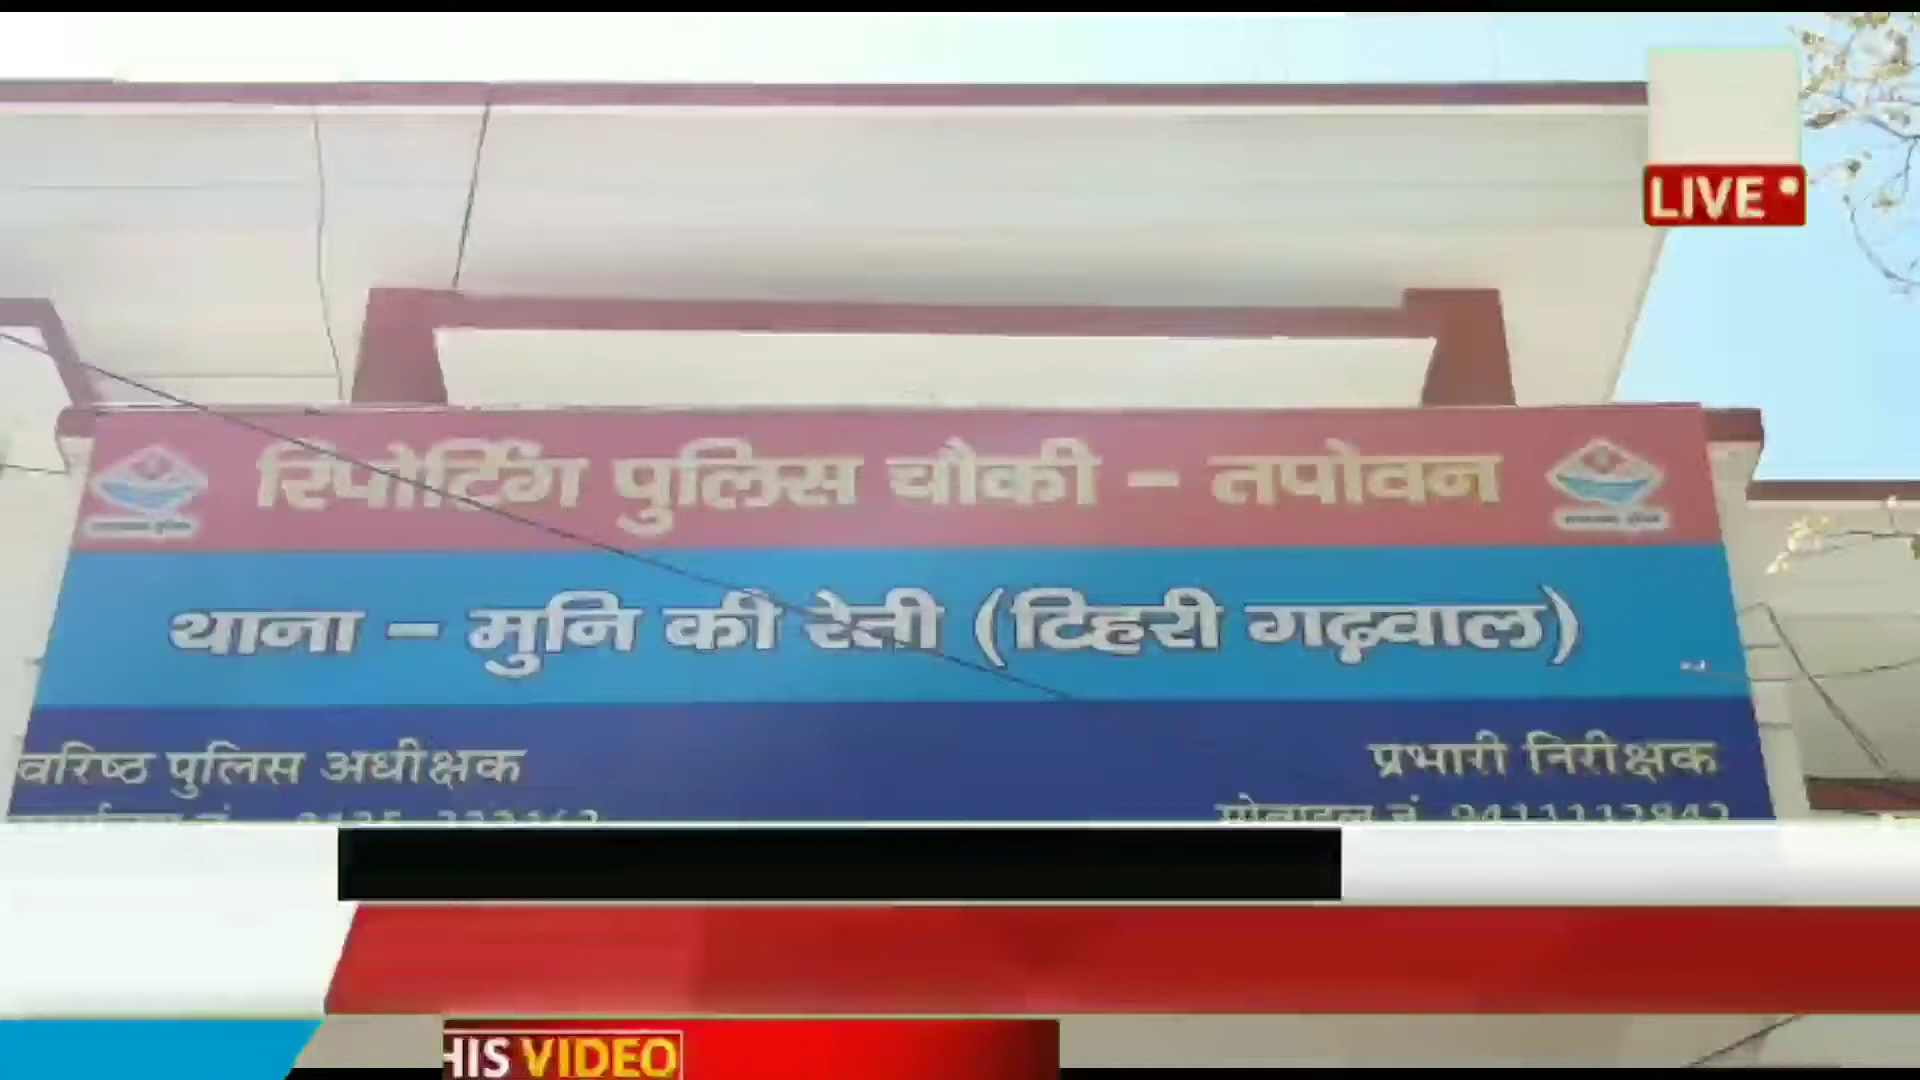 LIVE
रिपोर्टिंग पुलिस चौकी - तपोवन
थाना - मुनि की रेती (टिहरी गढ़वाल)
वरिष्ठ पुलिस अधीक्षक
प्रभारी निरीक्षक
HIS VIDEO